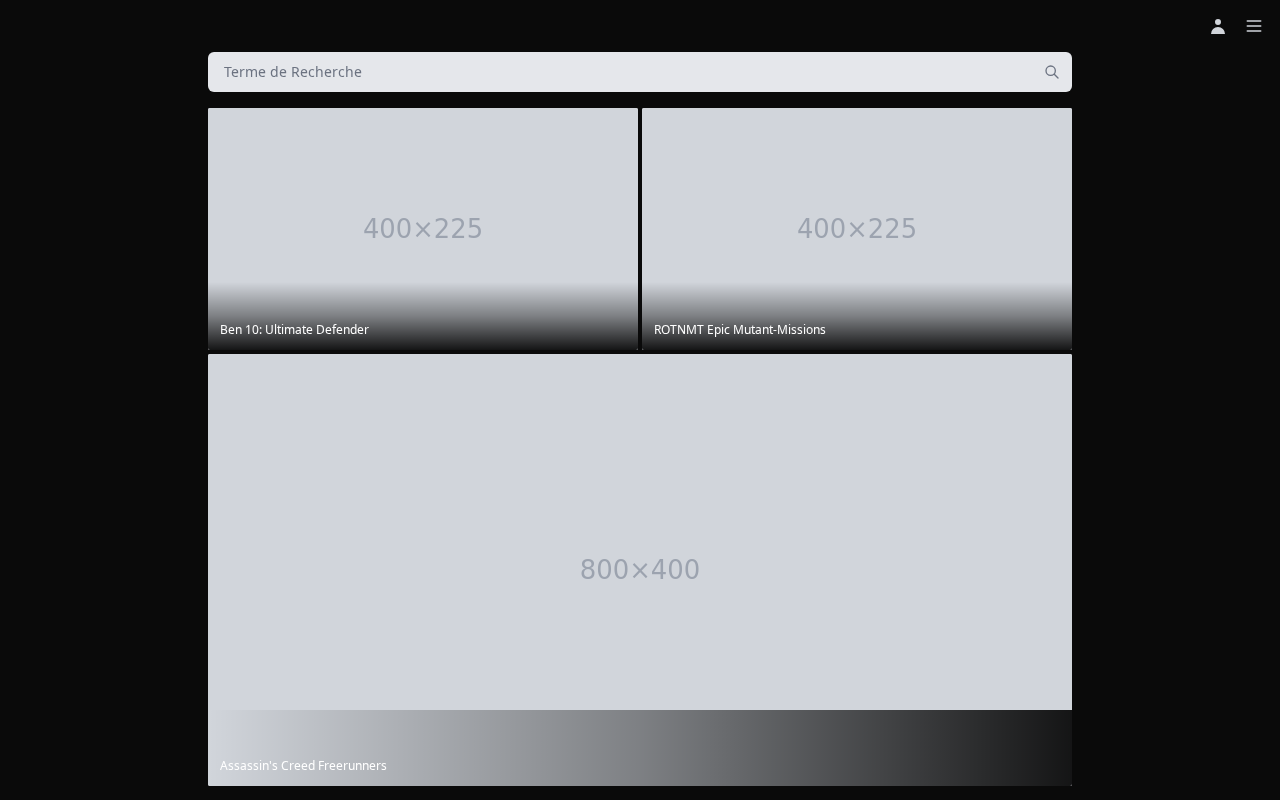 Terme de Recherche
400×225
400×225
Ben 10: Ultimate Defender
ROTNMT Epic Mutant-Missions
800×400
Assassin's Creed Freerunners